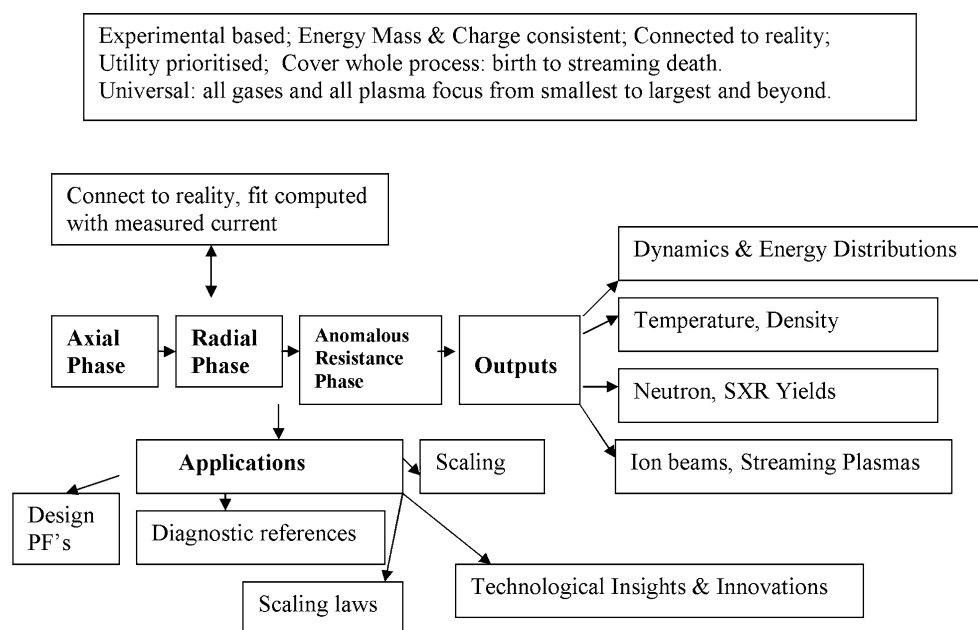 Experimental based; Energy Mass & Charge consistent; Connected to reality;
Utility prioritised;  Cover whole process: birth to streaming death.
Universal: all gases and all plasma focus from smallest to largest and beyond.
Connect to reality, fit computed
with measured current
Axial
Phase
Radial
Phase
Anomalous
Resistance
Phase
Outputs
Dynamics & Energy Distributions
Temperature, Density
Neutron, SXR Yields
Ion beams, Streaming Plasmas
Applications
Scaling
Design
PF's
Diagnostic references
Scaling laws
Technological Insights & Innovations